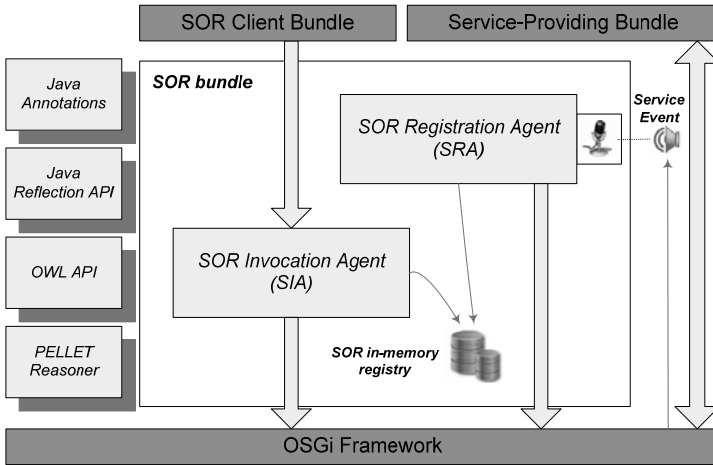 SOR Client Bundle
Service-Providing Bundle
Java
Annotations
SOR bundle
Service
Event
SOR Registration Agent
(SRA)
Java
Reflection API
SOR Invocation Agent
(SIA)
OWL API
PELLET
Reasoner
SOR in-memory
registry
OSGi Framework